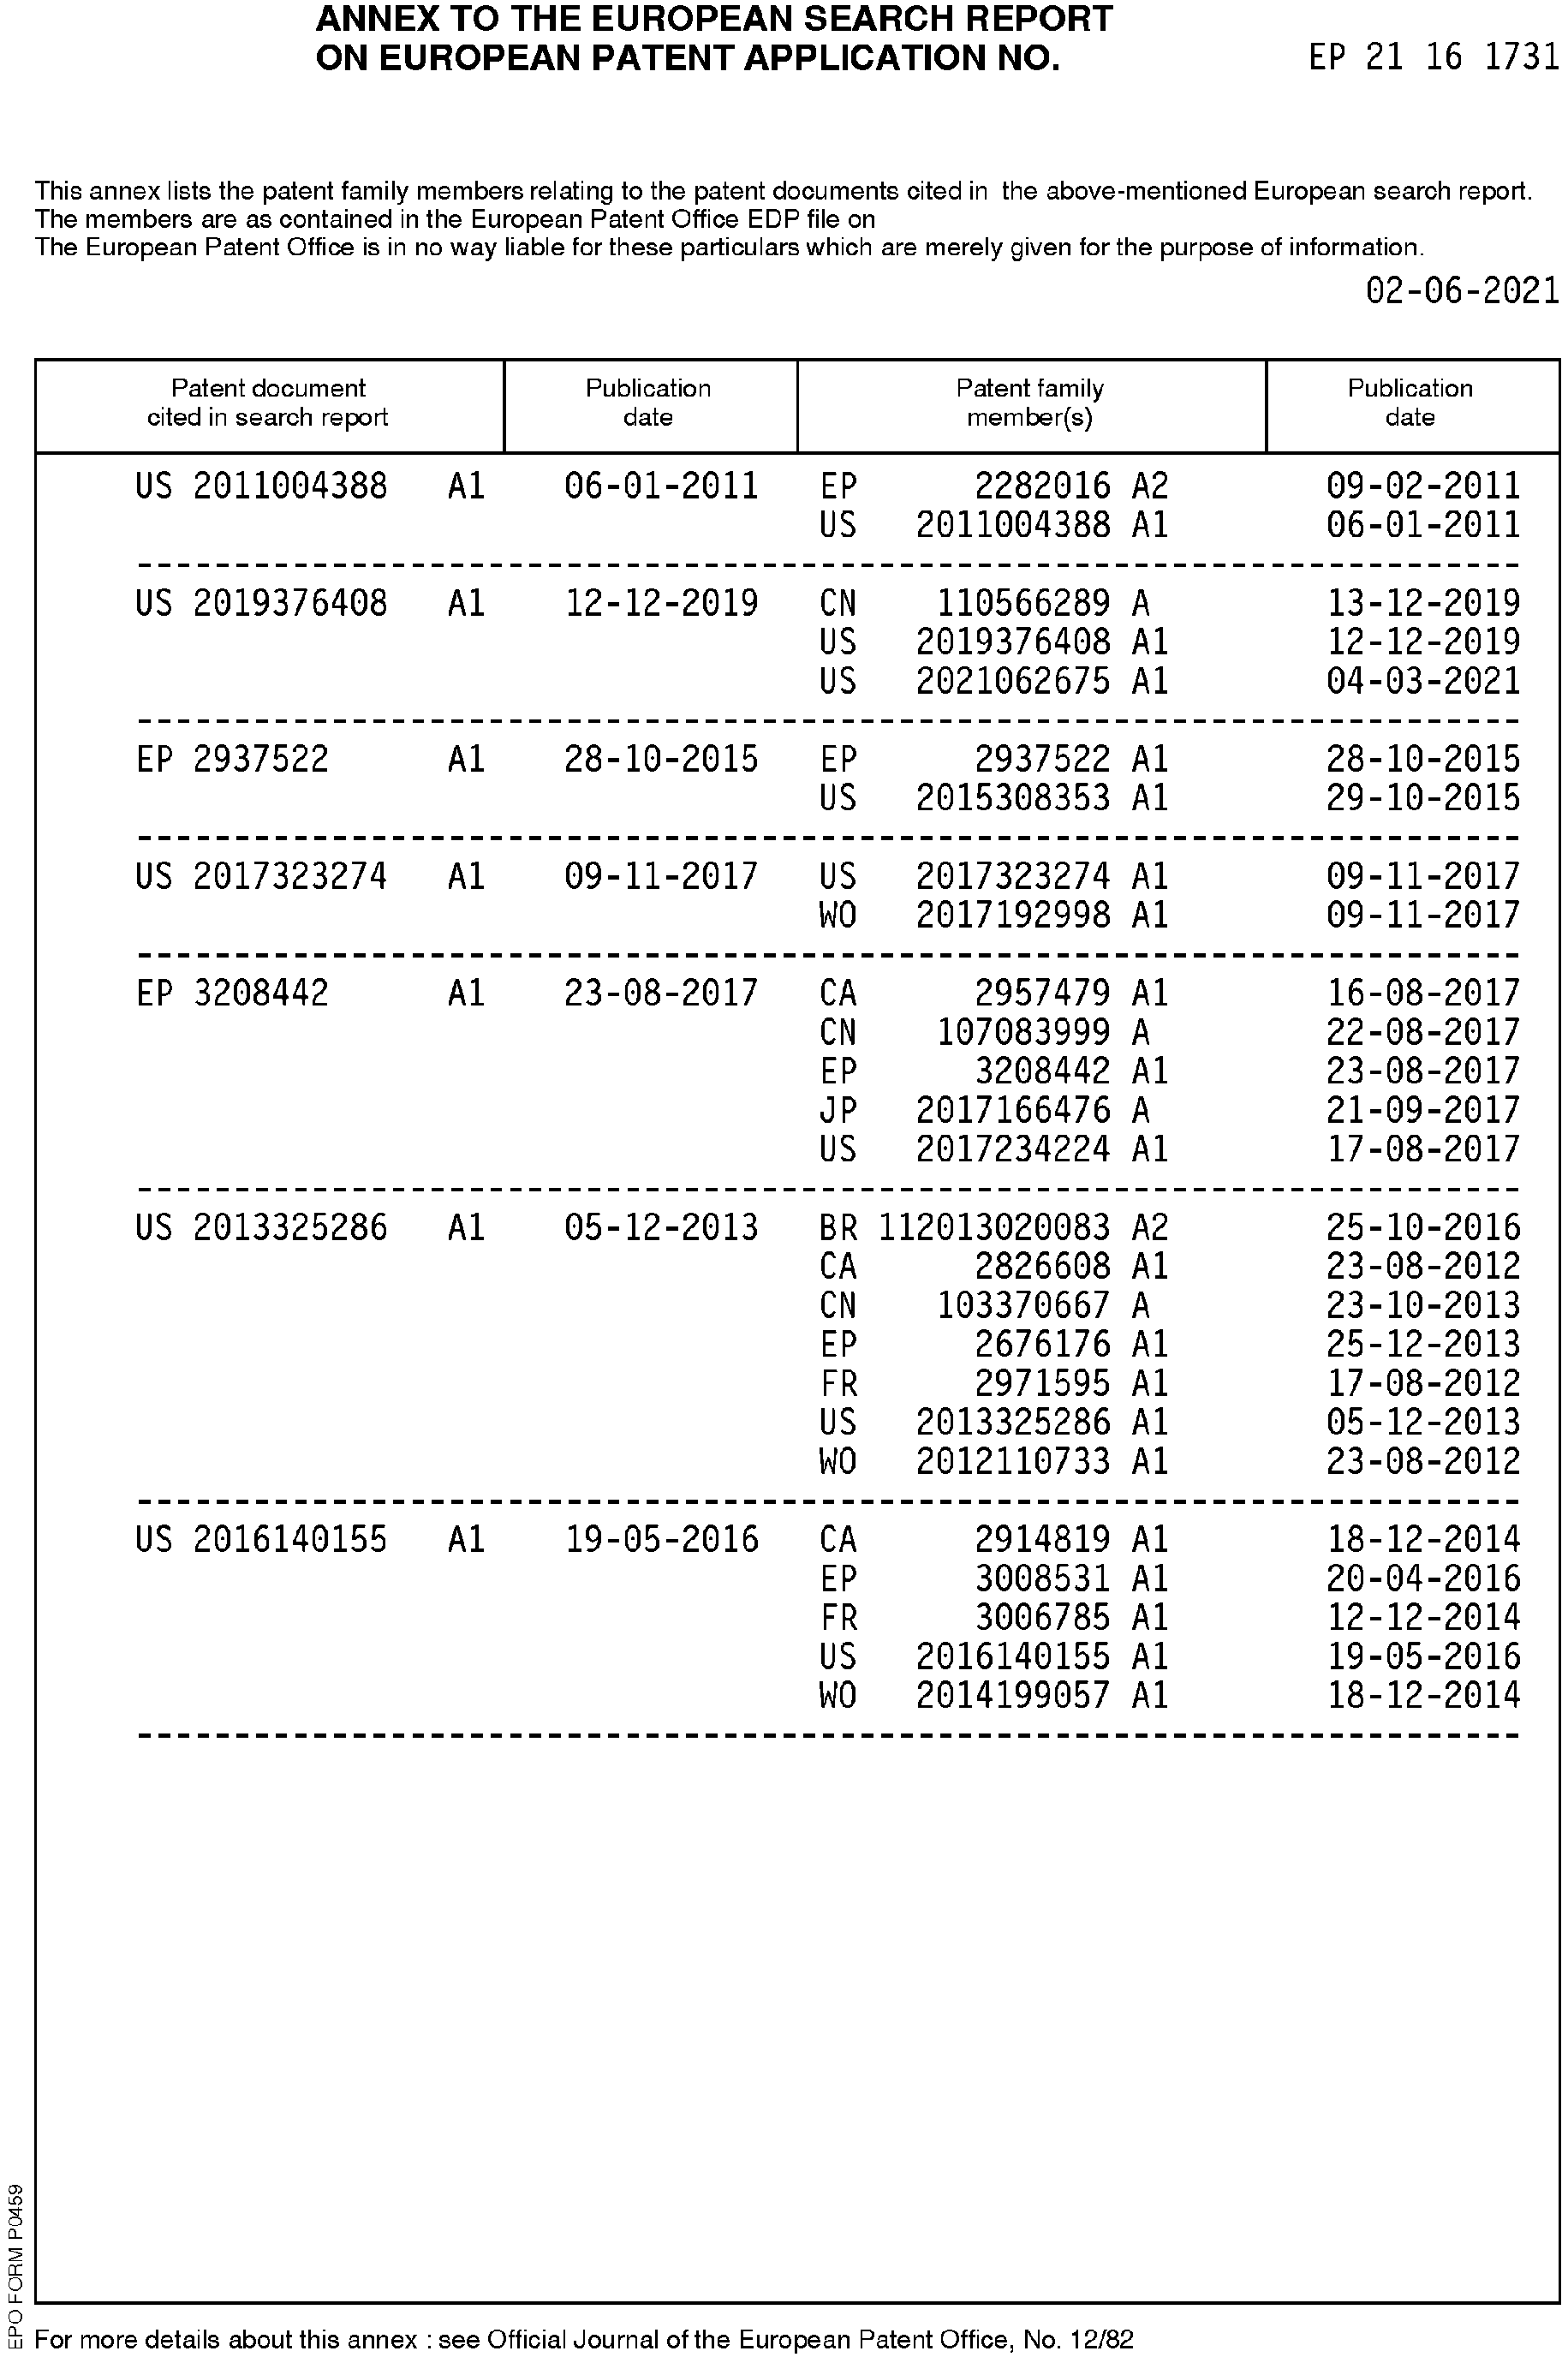 ANNEX TO THE EUROPEAN SEARCH REPORT
ON EUROPEAN PATENT APPLICATION NO. EP 21 16 1731
This annex lists the patent family members relating to the patent documents cited in the above-mentioned European search report.
The members are as contained in the European Patent Office EDP file on
The European Patent Office is in no way liable for these particulars which are merely given for the purpose of information.
02-06-2021
Patent document cited in search report | Publication date | Patent family member(s) | Publication date
US 2011004388 A1 06-01-2011 EP 2282016 A2 09-02-2011
US 2011004388 A1 06-01-2011
US 2019376408 A1 12-12-2019 CN 110566289 A 13-12-2019
US 2019376408 A1 12-12-2019
US 2021062675 A1 04-03-2021
EP 2937522 A1 28-10-2015 EP 2937522 A1 28-10-2015
US 2015308353 A1 29-10-2015
US 2017323274 A1 09-11-2017 US 2017323274 A1 09-11-2017
WO 2017192998 A1 09-11-2017
EP 3208442 A1 23-08-2017 CA 2957479 A1 16-08-2017
CN 107083999 A 22-08-2017
EP 3208442 A1 23-08-2017
JP 2017166476 A 21-09-2017
US 2017234224 A1 17-08-2017
US 2013325286 A1 05-12-2013 BR 112013020083 A2 25-10-2016
CA 2826608 A1 23-08-2012
CN 103370667 A 23-10-2013
EP 2676176 A1 25-12-2013
FR 2971595 A1 17-08-2012
US 2013325286 A1 05-12-2013
WO 2012110733 A1 23-08-2012
US 2016140155 A1 19-05-2016 CA 2914819 A1 18-12-2014
EP 3008531 A1 20-04-2016
FR 3006785 A1 12-12-2014
US 2016140155 A1 19-05-2016
WO 2014199057 A1 18-12-2014
EPO FORM P0459
For more details about this annex : see Official Journal of the European Patent Office, No. 12/82